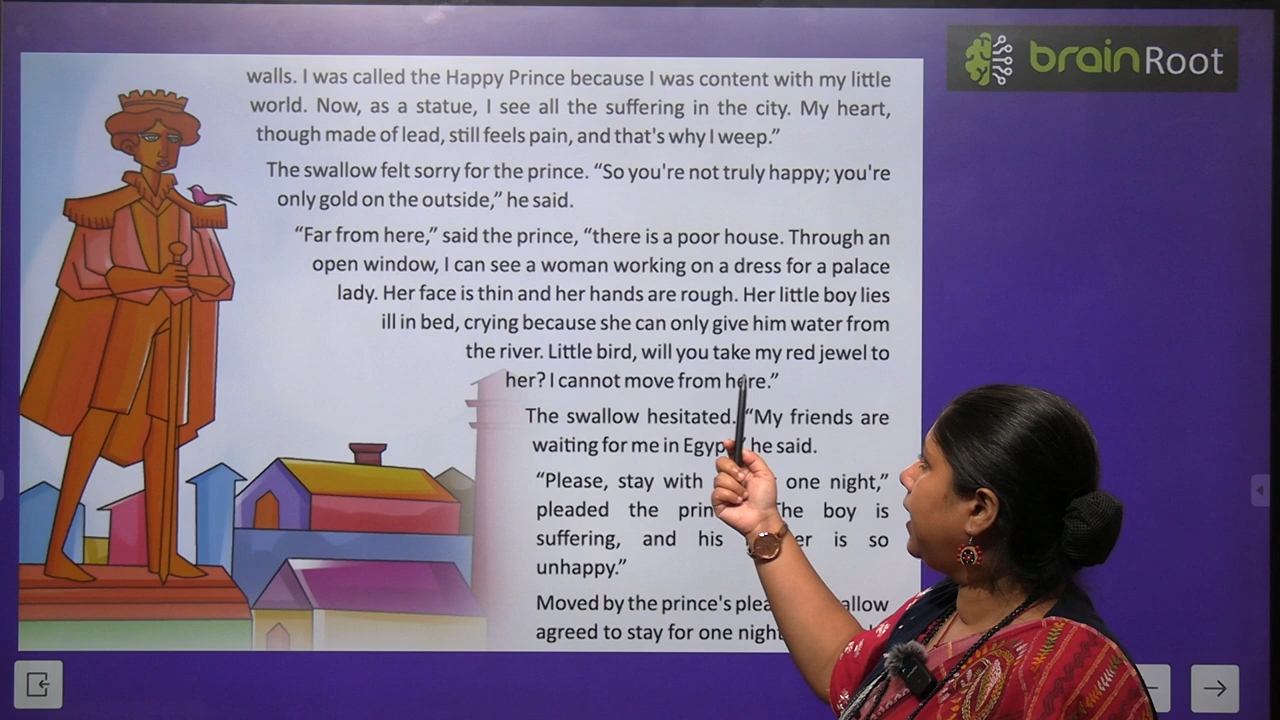 brainRoot
walls. I was called the Happy Prince because I was content with my little
world. Now, as a statue, I see all the suffering in the city. My heart,
though made of lead, still feels pain, and that's why I weep.”
The swallow felt sorry for the prince. “So you're not truly happy; you're
only gold on the outside,” he said.
“Far from here,” said the prince, “there is a poor house. Through an
open window, I can see a woman working on a dress for a palace
lady. Her face is thin and her hands are rough. Her little boy lies
ill in bed, crying because she can only give him water from
the river. Little bird, will you take my red jewel to
her? I cannot move from here.”
The swallow hesitated. “My friends are
waiting for me in Egypt,” he said.
“Please, stay with one night,”
pleaded the The boy is
suffering, and his is so
unhappy.”
Moved by the prince's
agreed to stay for one night